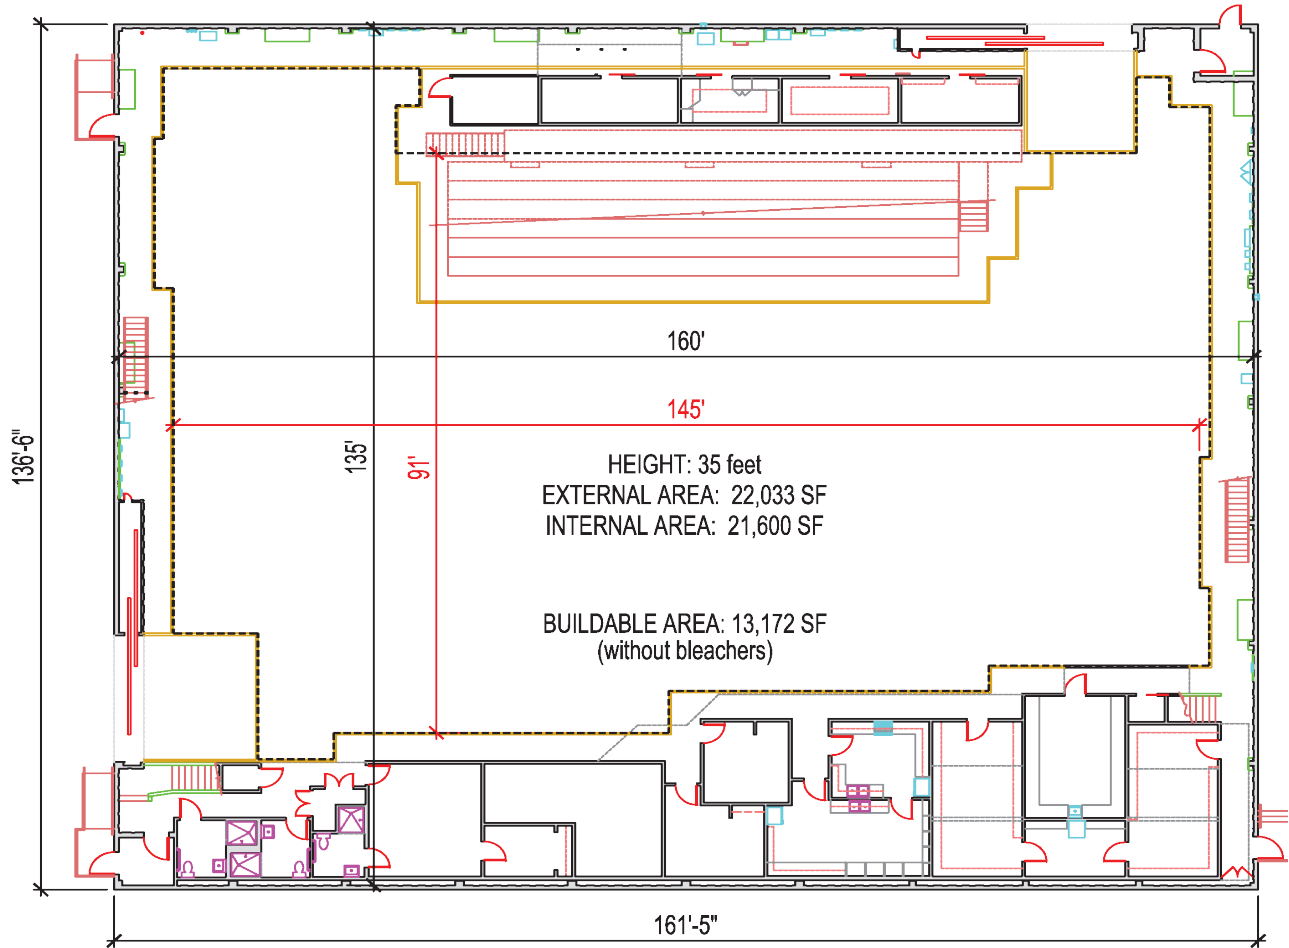 160'
145'
136'-6"
135'
91'
HEIGHT: 35 feet
EXTERNAL AREA: 22,033 SF
INTERNAL AREA: 21,600 SF
BUILDABLE AREA: 13,172 SF
(without bleachers)
161'-5"